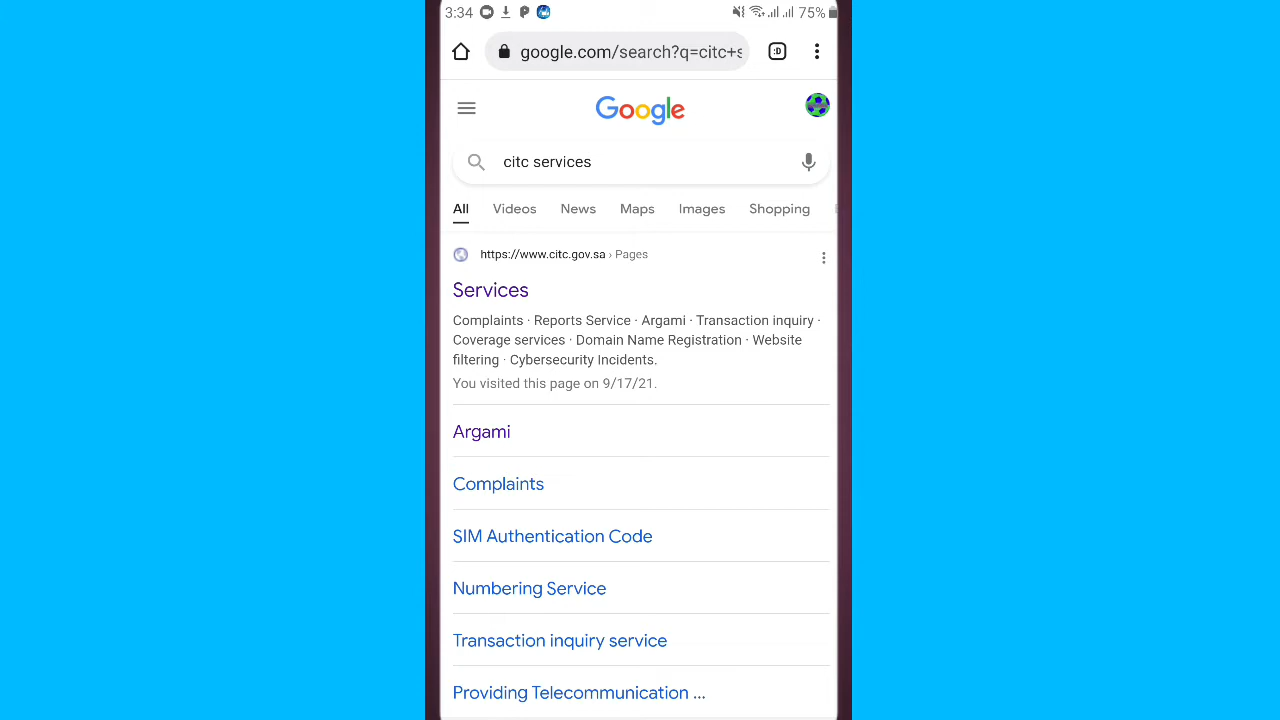 3:34 75%
google.com/search?q=citc+s :D
Google
citc services
All Videos News Maps Images Shopping
https://www.citc.gov.sa › Pages
Services
Complaints · Reports Service · Argami · Transaction inquiry ·
Coverage services · Domain Name Registration · Website
filtering · Cybersecurity Incidents.
You visited this page on 9/17/21.
Argami
Complaints
SIM Authentication Code
Numbering Service
Transaction inquiry service
Providing Telecommunication ...